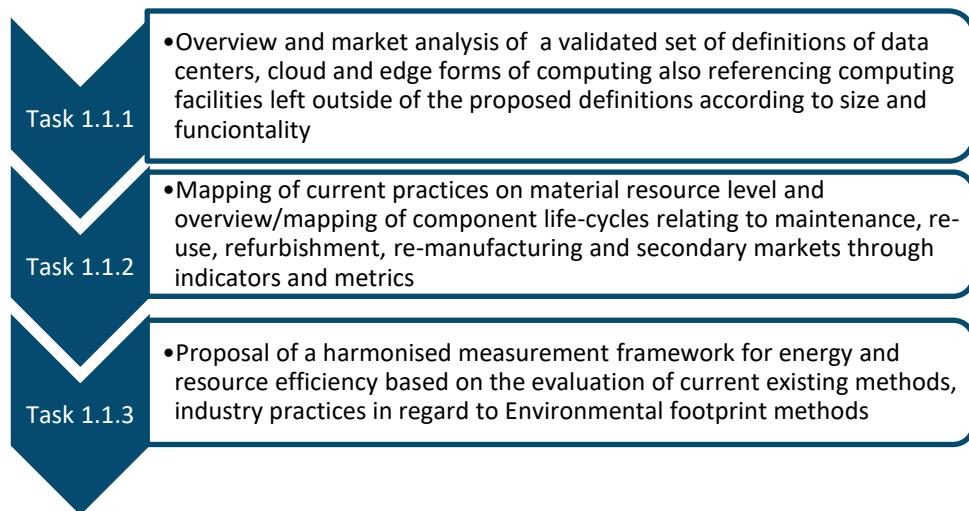 Task 1.1.1
•Overview and market analysis of a validated set of definitions of data
centers, cloud and edge forms of computing also referencing computing
facilities left outside of the proposed definitions according to size and
funciontality
Task 1.1.2
•Mapping of current practices on material resource level and
overview/mapping of component life-cycles relating to maintenance, re-
use, refurbishment, re-manufacturing and secondary markets through
indicators and metrics
Task 1.1.3
•Proposal of a harmonised measurement framework for energy and
resource efficiency based on the evaluation of current existing methods,
industry practices in regard to Environmental footprint methods